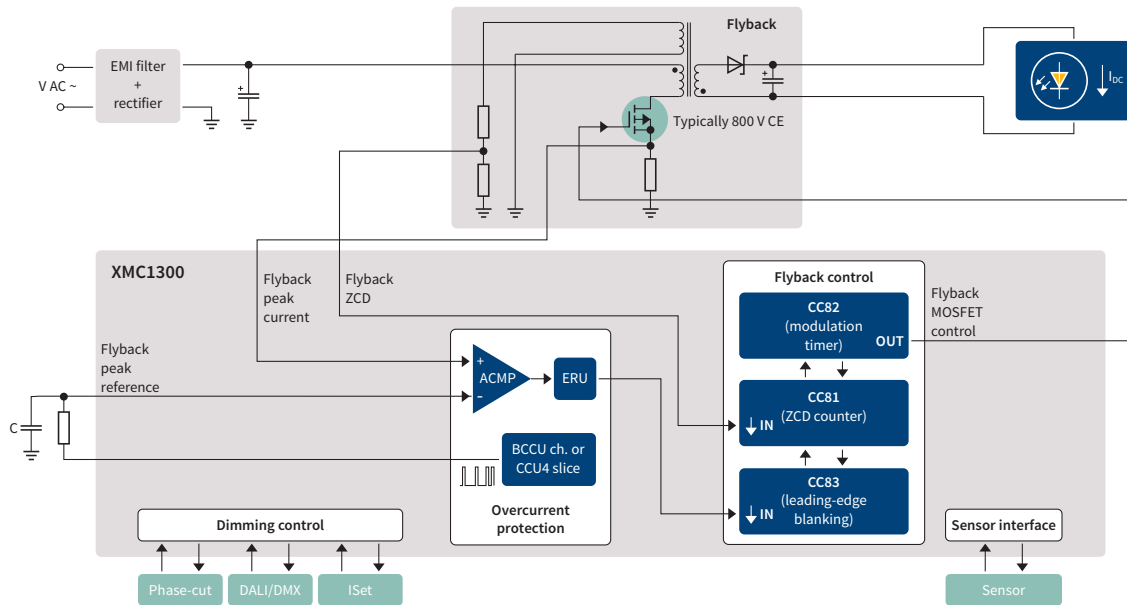 Flyback
EMI filter
+
rectifier
V AC ~
+
+
Typically 800 V CE
I DC
XMC1300
Flyback
peak
current
Flyback
ZCD
Flyback control
CC82
(modulation
timer)
OUT
Flyback
MOSFET
control
Flyback
peak
reference
+
ACMP
–
ERU
CC81
(ZCD counter)
IN
C
BCCU ch. or
CCU4 slice
CC83
(leading-edge
blanking)
IN
Overcurrent
protection
Dimming control
Sensor interface
Phase-cut
DALI/DMX
ISet
Sensor